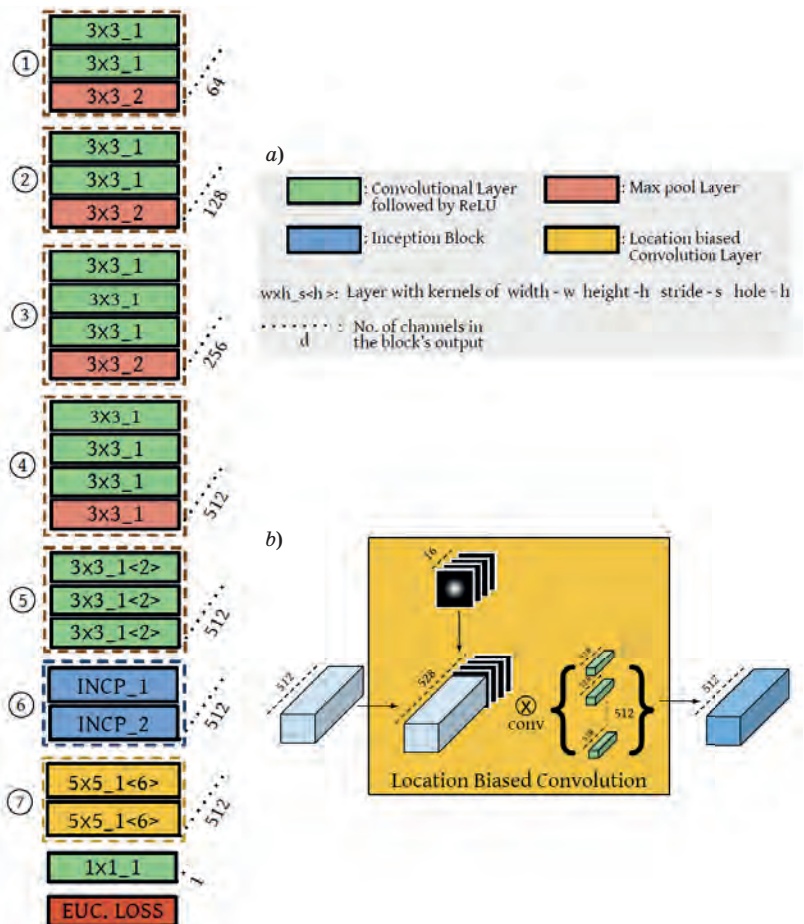 ①
3x3_1
3x3_1
3x3_2
64
②
3x3_1
3x3_1
3x3_2
128
③
3x3_1
3x3_1
3x3_1
3x3_2
256
④
3x3_1
3x3_1
3x3_1
3x3_1
512
⑤
3x3_1<2>
3x3_1<2>
3x3_1<2>
512
⑥
INCP_1
INCP_2
512
⑦
5x5_1<6>
5x5_1<6>
512
1x1_1
1
EUC. LOSS
a)
: Convolutional Layer
followed by ReLU
: Max pool Layer
: Inception Block
: Location biased
Convolution Layer
wxh_s<h>: Layer with kernels of width - w height -h stride - s hole - h
: No. of channels in
d
the block's output
b)
16
512
528
conv
512
512
Location Biased Convolution